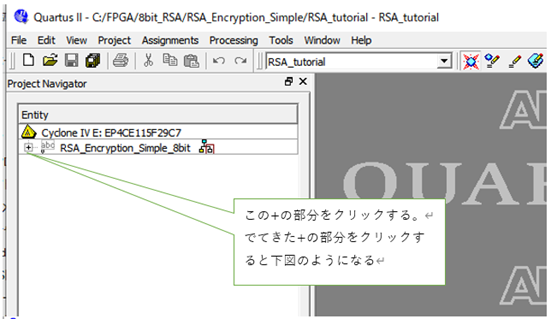 Quartus II - C:/FPGA/8bit_RSA/RSA_Encryption_Simple/RSA_tutorial - RSA_tutorial
File Edit View Project Assignments Processing Tools Window Help
RSA_tutorial
Project Navigator
Entity
Cyclone IV E: EP4CE115F29C7
abd RSA_Encryption_Simple_8bit
この+の部分をクリックする。↵
でてきた+の部分をクリックす
ると下図のようになる↵
QUAR